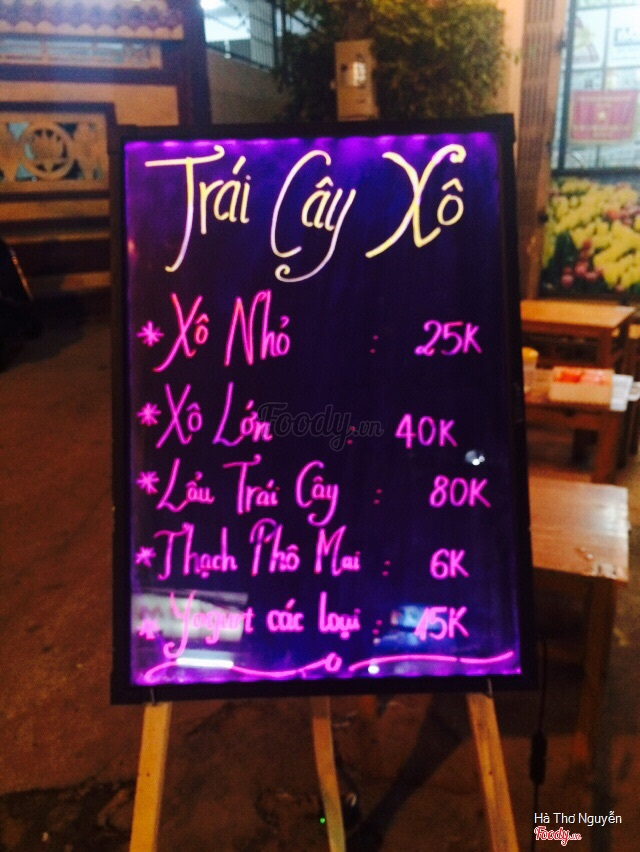 Trái Cây Xô
* Xô Nhỏ : 25K
* Xô Lớn : 40K
* Lẩu Trái Cây : 80K
* Thạch Phô Mai : 6K
* Yogurt các loại : 15K
Foody.vn
Hà Thơ Nguyễn
Foody.vn